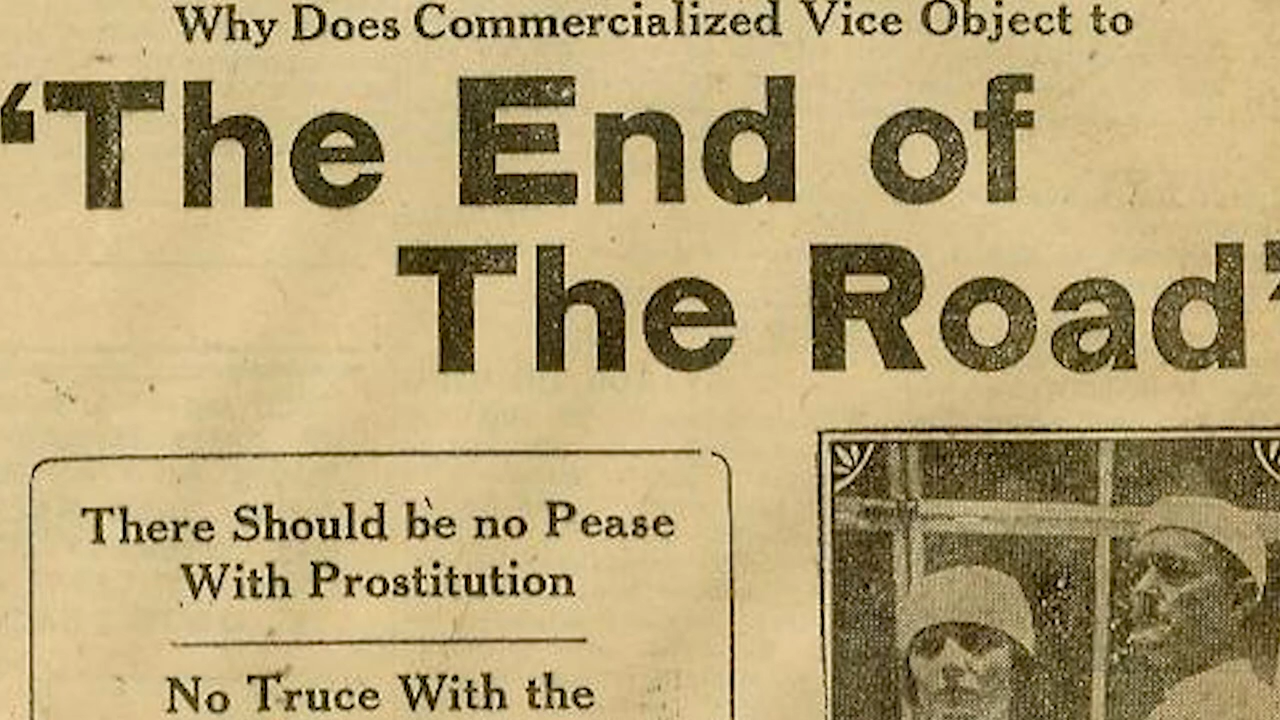 Why Does Commercialized Vice Object to
‘The End of
The Road’
There Should be no Pease
With Prostitution
No Truce With the